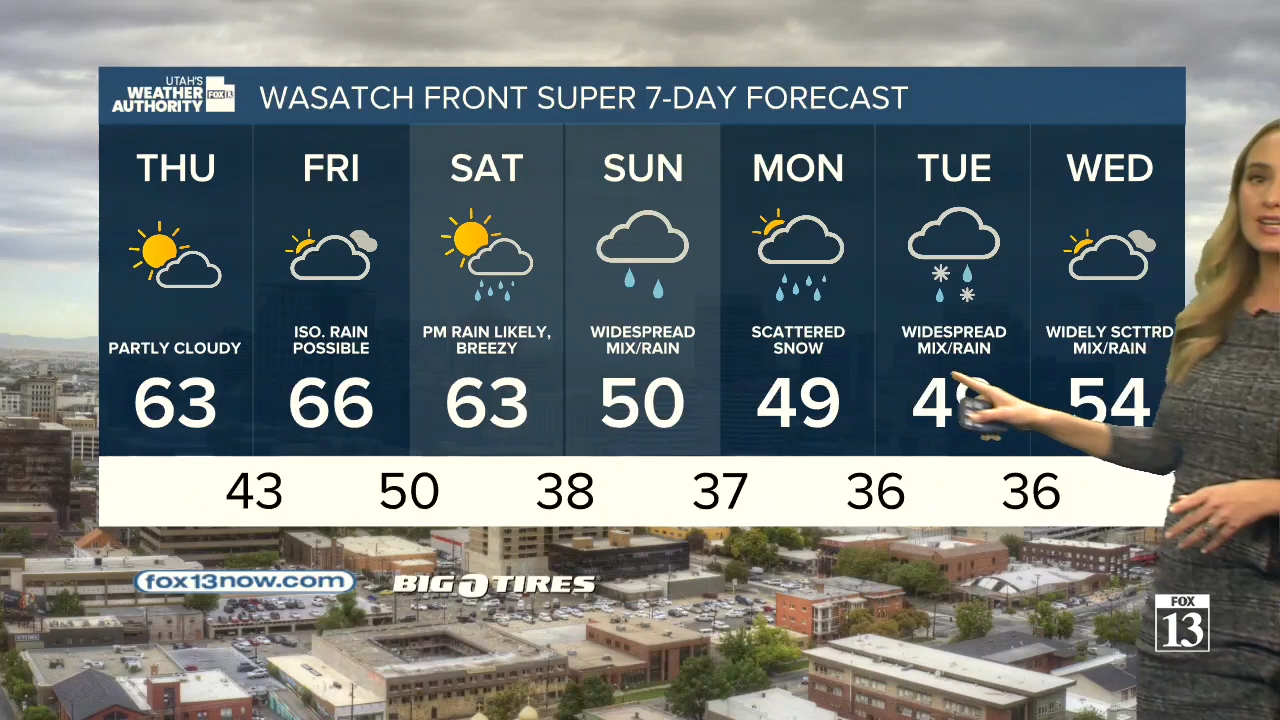 UTAH'S
WEATHER
AUTHORITY
FOX 13
WASATCH FRONT SUPER 7-DAY FORECAST
THU
FRI
SAT
SUN
MON
TUE
WED
PARTLY CLOUDY
ISO. RAIN
POSSIBLE
PM RAIN LIKELY,
BREEZY
WIDESPREAD
MIX/RAIN
SCATTERED
SNOW
WIDESPREAD
MIX/RAIN
WIDELY SCTTRD
MIX/RAIN
63
66
63
50
49
54
43
50
38
37
36
36
fox13now.com
BIG O TIRES
FOX
13